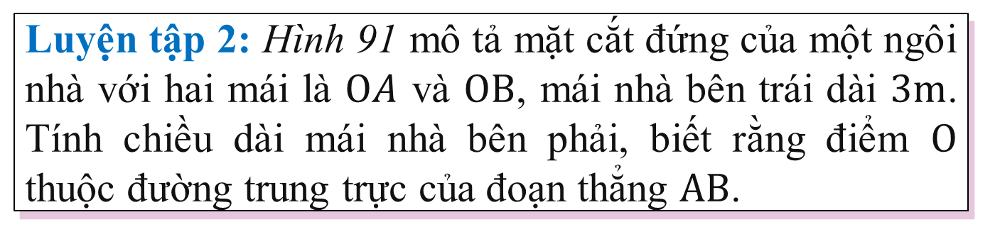 Luyện tập 2: Hình 91 mô tả mặt cắt đứng của một ngôi
nhà với hai mái là OA và OB, mái nhà bên trái dài 3m.
Tính chiều dài mái nhà bên phải, biết rằng điểm O
thuộc đường trung trực của đoạn thẳng AB.